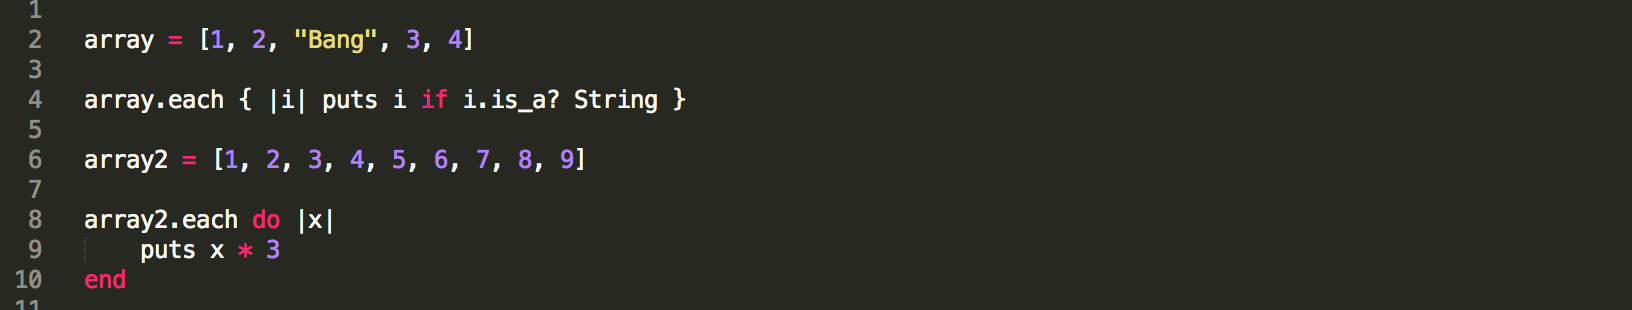 1
2 array = [1, 2, "Bang", 3, 4]
3
4 array.each { |i| puts i if i.is_a? String }
5
6 array2 = [1, 2, 3, 4, 5, 6, 7, 8, 9]
7
8 array2.each do |x|
9     puts x * 3
10 end
11